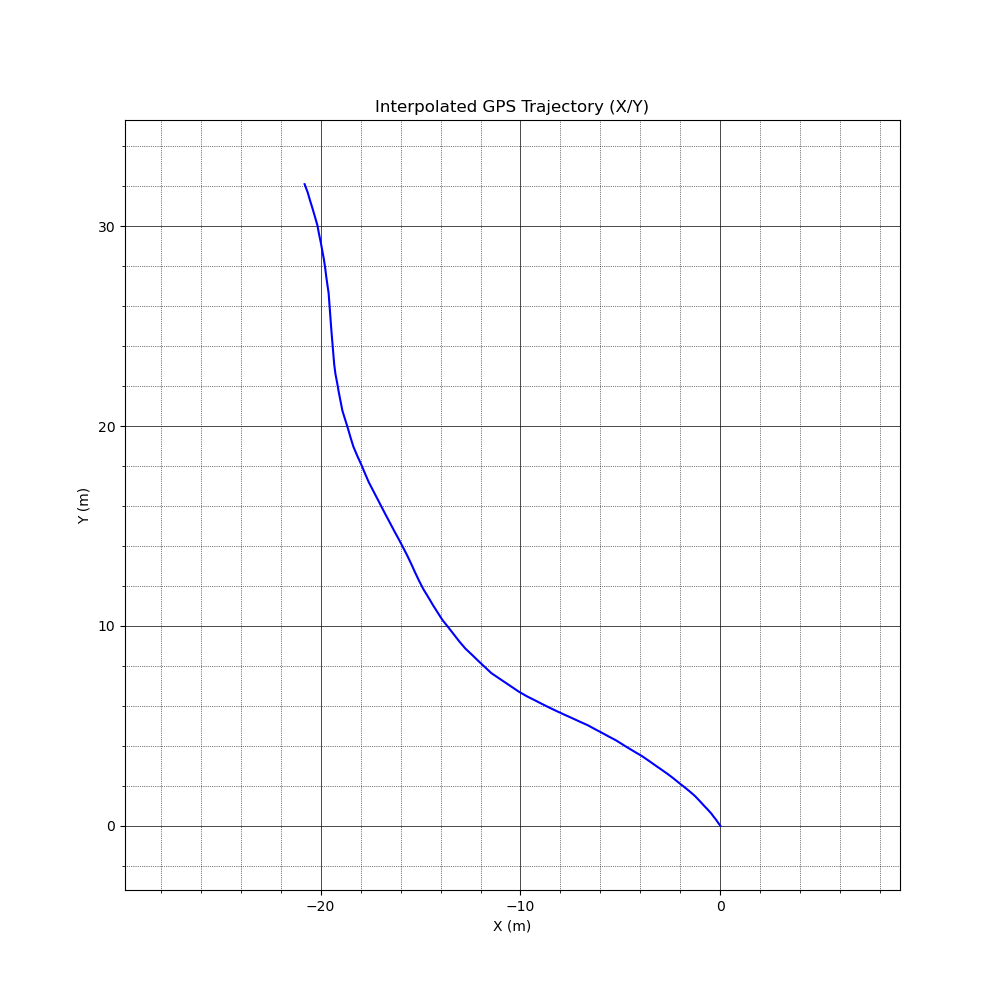 Interpolated GPS Trajectory (X/Y)
30
20
10
0
Y (m)
−20 −10 0
X (m)